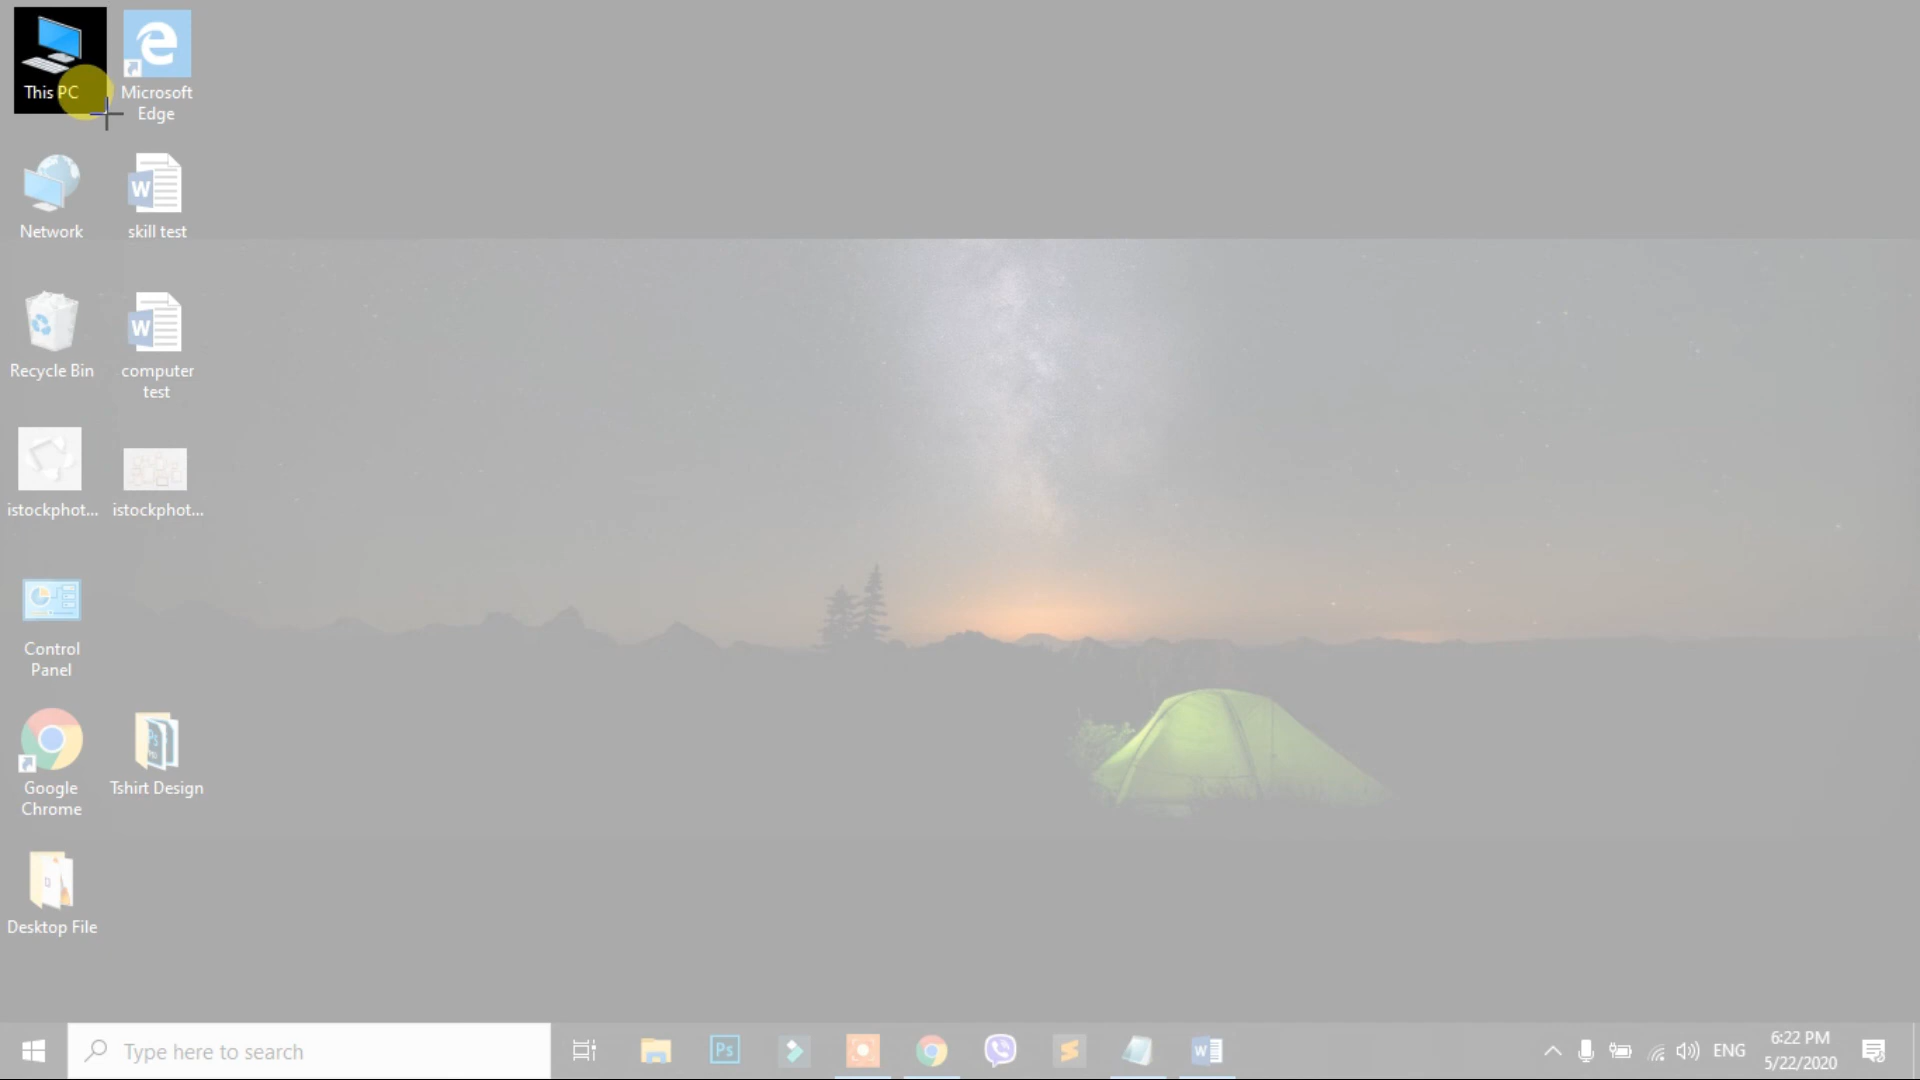 This PC
Microsoft
Edge
Network
skill test
Recycle Bin
computer
test
istockphot...
istockphot...
Control
Panel
Google
Chrome
Tshirt Design
Desktop File
Type here to search
Ps
ENG
6:22 PM
5/22/2020